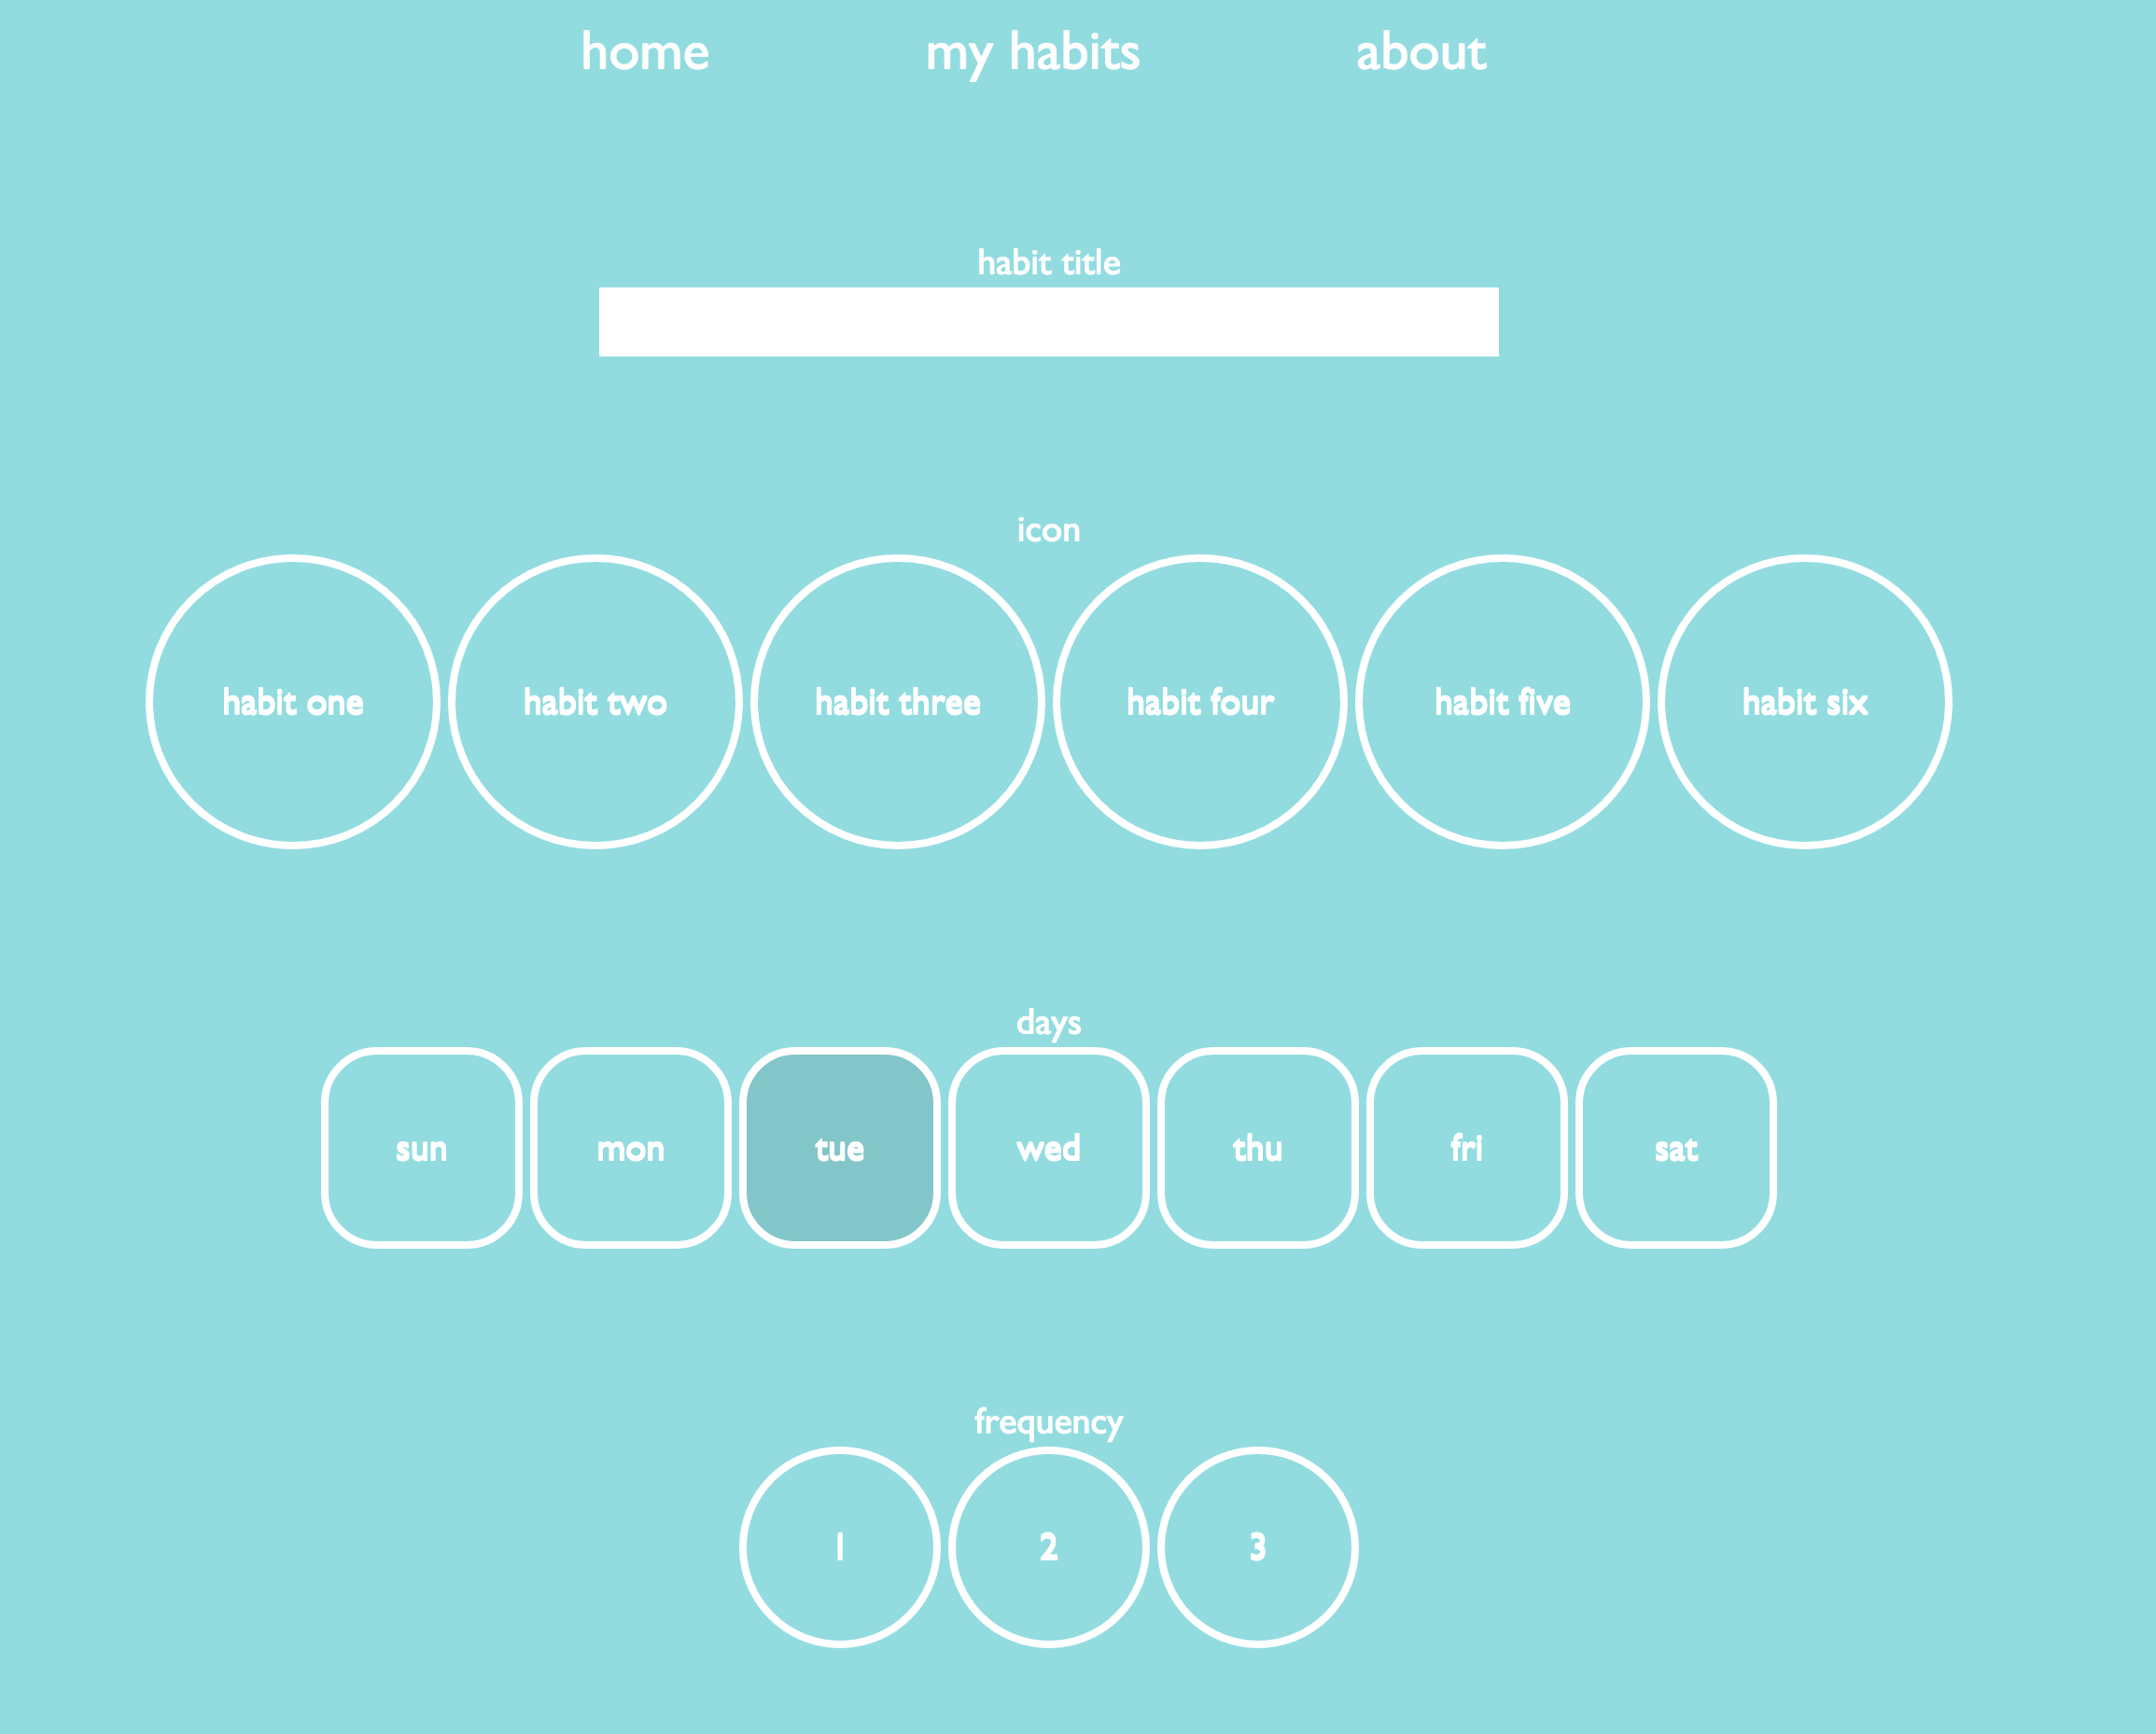 home my habits about
habit title
icon
habit one habit two habit three habit four habit five habit six
days
sun mon tue wed thu fri sat
frequency
1 2 3